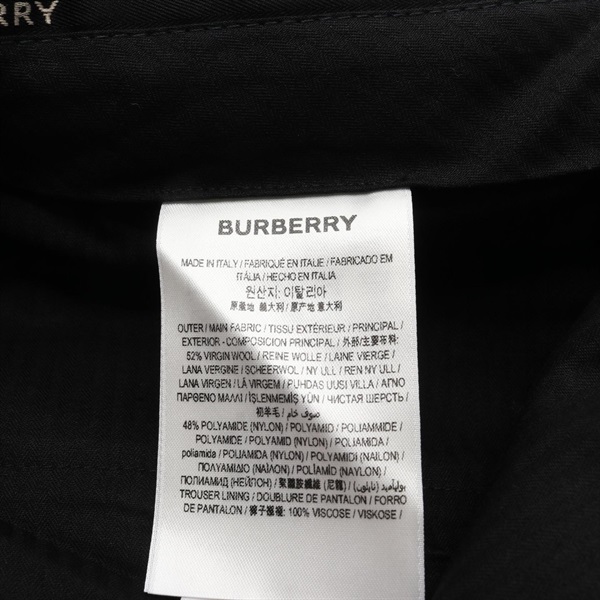 RRY
BURBERRY
MADE IN ITALY / FABRIQUÉ EN ITALIE / FABRICADO EM
ITÁLIA / HECHO EN ITALIA
원산지: 이탈리아
原產地 義大利 / 原产地 意大利
OUTER / MAIN FABRIC / TISSU EXTÉRIEUR / PRINCIPAL /
EXTERIOR - COMPOSICIÓN PRINCIPAL / 外部/主要布料:
52% VIRGIN WOOL / REINE WOLLE / LAINE VIERGE /
LANA VERGINE / SCHEERWOL / NY ULL / REN NY ULL /
LANA VIRGEN / LÃ VIRGEM / PUHDAS UUSI VILLA / ΑΓΝΟ
ΠΑΡΘΕΝΟ ΜΑΛΛΙ / İŞLENMEMİŞ YÜN / ЧИСТАЯ ШЕРСТЬ /
初羊毛 / صوف خام /
48% POLYAMIDE (NYLON) / POLYAMID / POLIAMMIDE /
POLYAMIDE / POLYAMID (NYLON) / POLIAMIDA /
poliamida / POLIAMIDA / POLYAMIDI (NAILON) /
ΠΟΛΥΑΜΙΔΙΟ (ΝΑΪΛΟΝ) / POLİAMİD (NAYLON) /
ПОЛИАМИД (НЕЙЛОН) / 聚醯胺纖維 (尼龍) / بولياميد (نايلون) /
TROUSER LINING / DOUBLURE DE PANTALON / FORRO
DE PANTALÓN / 褲子襯裡: 100% VISCOSE / VISKOSE /